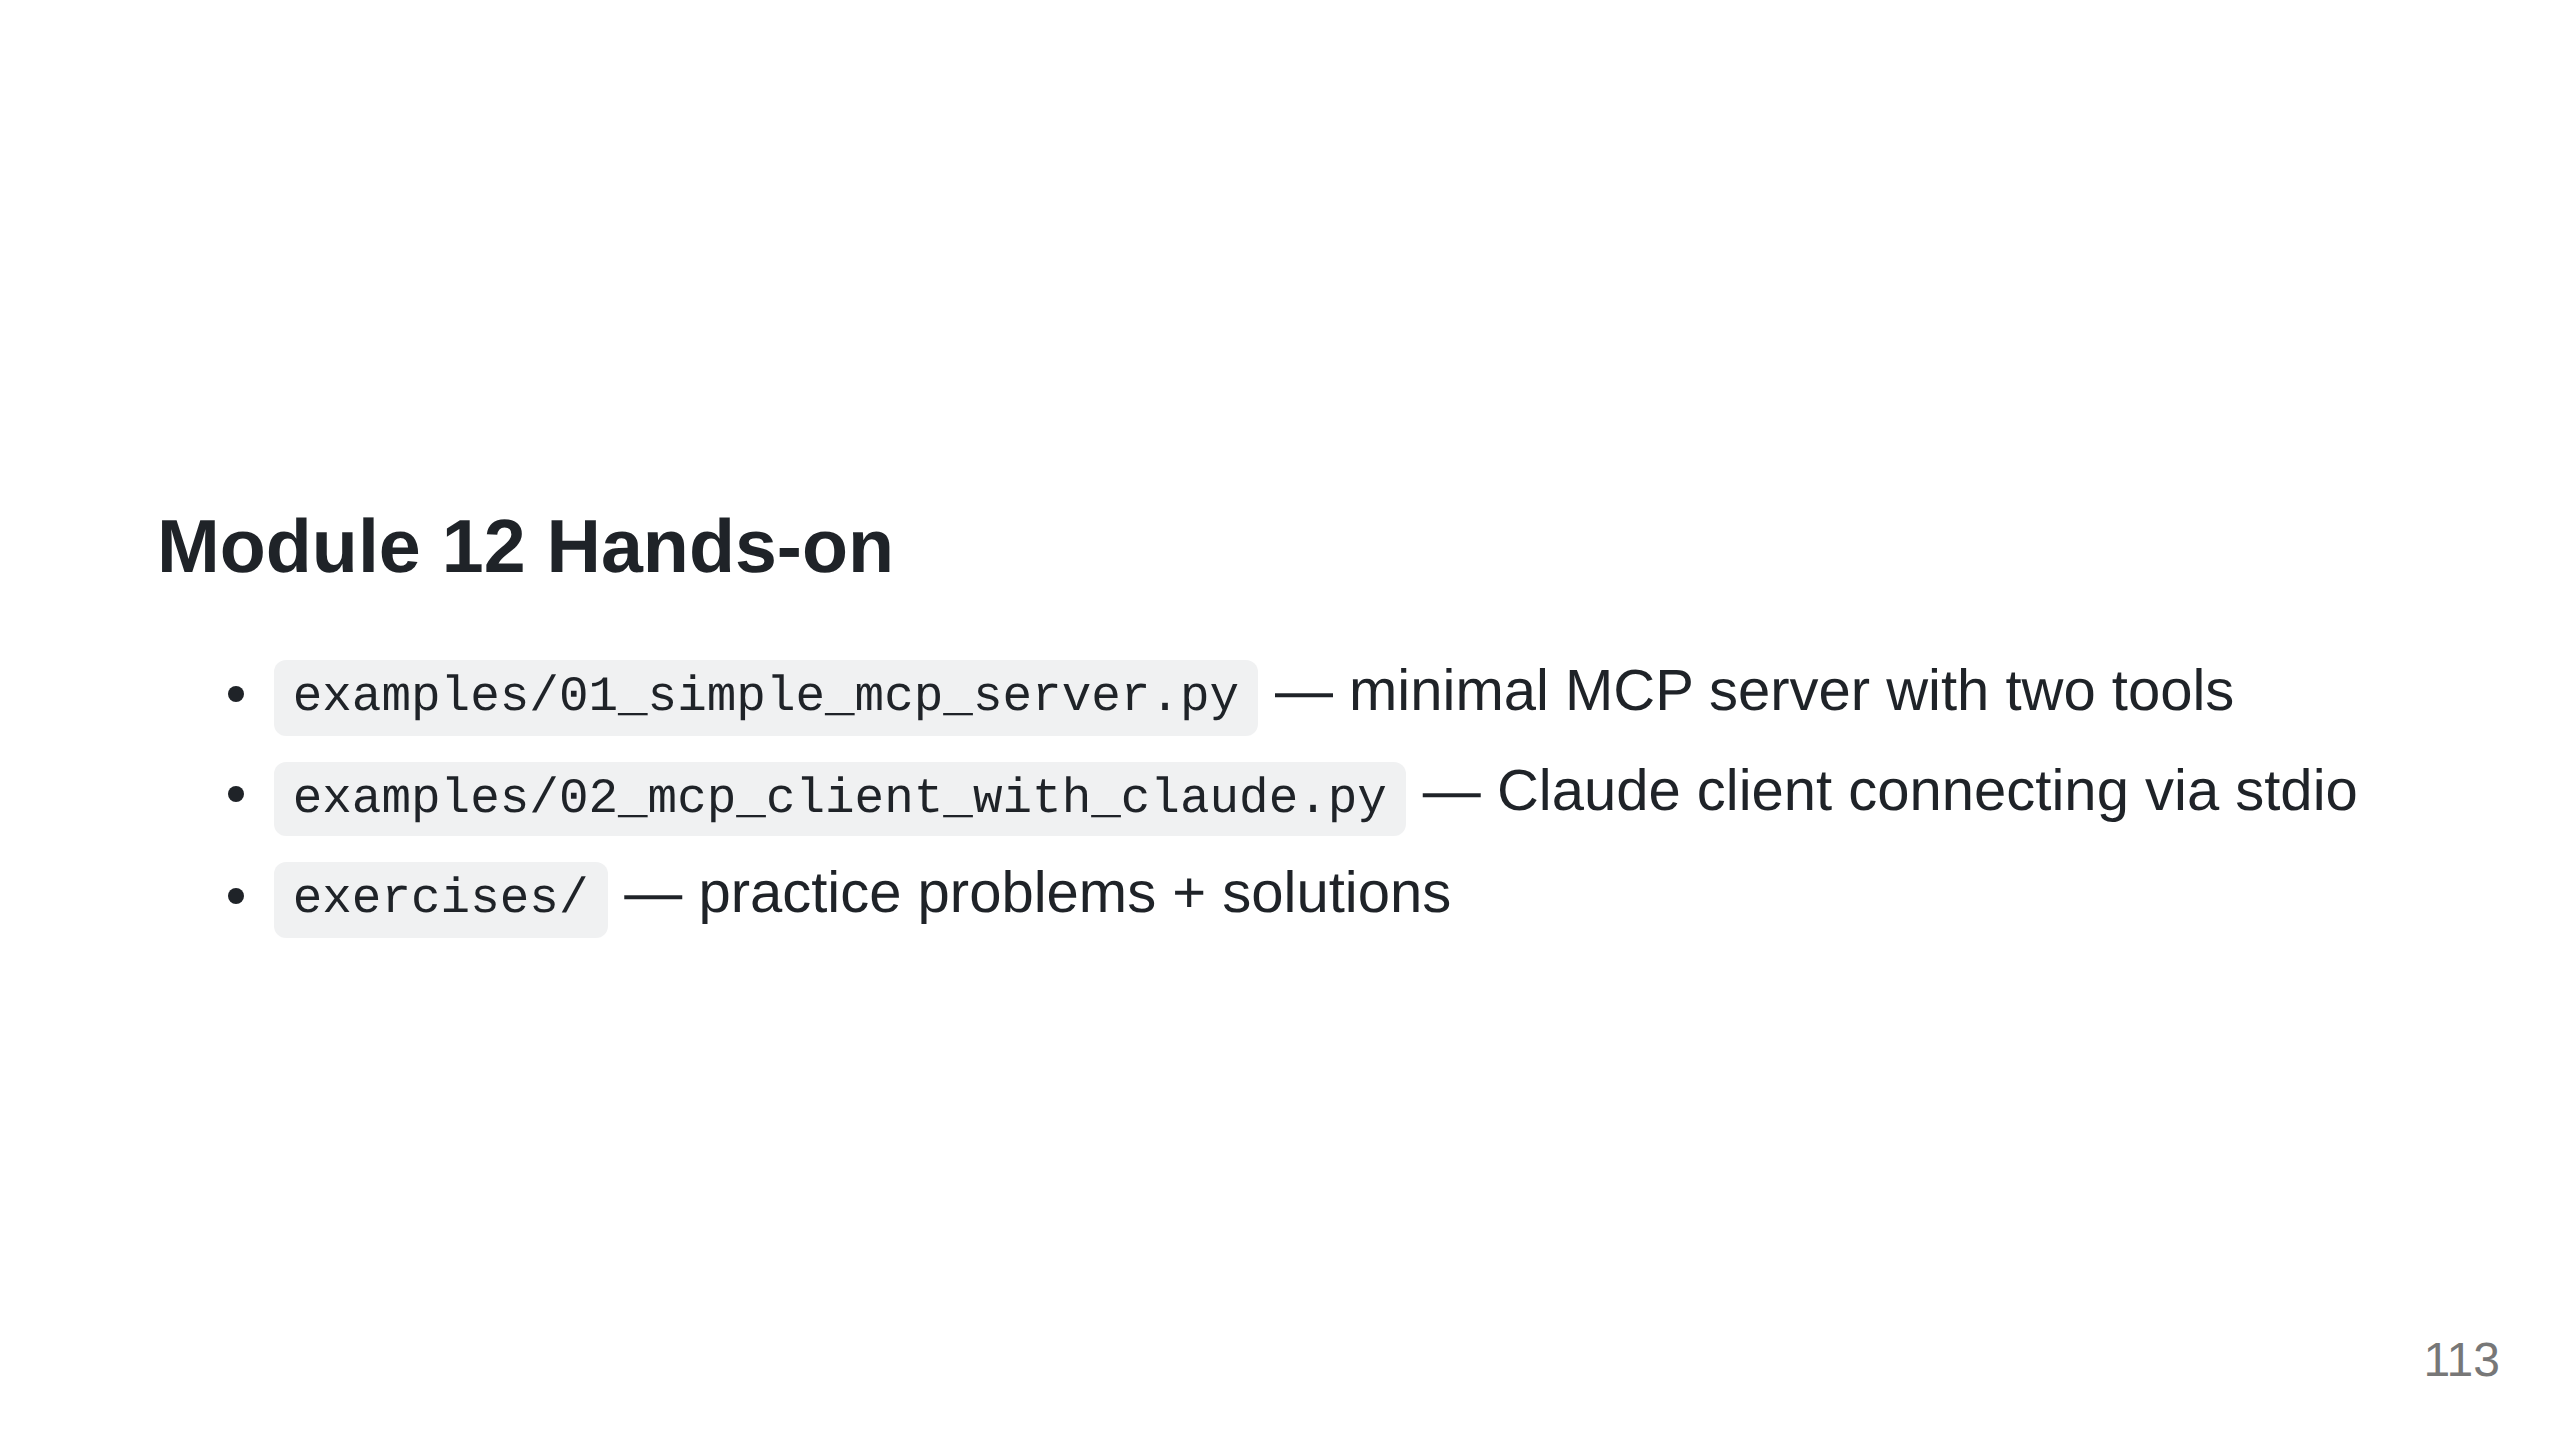 Module 12 Hands-on
• examples/01_simple_mcp_server.py — minimal MCP server with two tools
• examples/02_mcp_client_with_claude.py — Claude client connecting via stdio
• exercises/ — practice problems + solutions
113